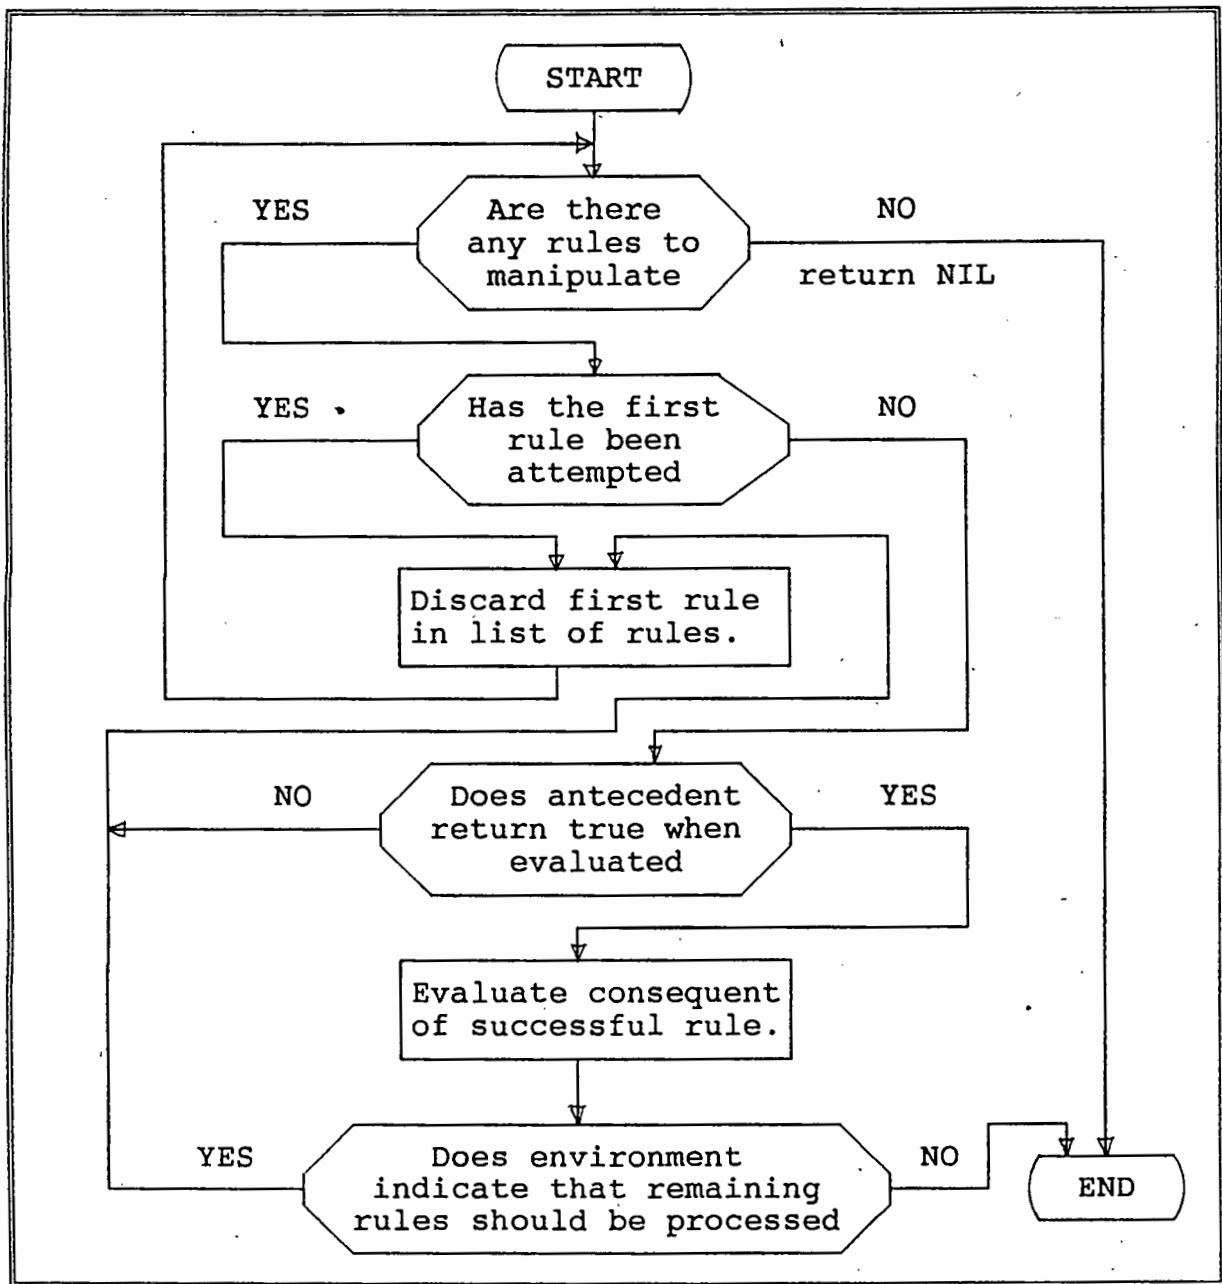 START
YES
Are there
any rules to
manipulate
NO
return NIL
YES
Has the first
rule been
attempted
NO
Discard first rule
in list of rules.
NO
Does antecedent
return true when
evaluated
YES
Evaluate consequent
of successful rule.
YES
Does environment
indicate that remaining
rules should be processed
NO
END